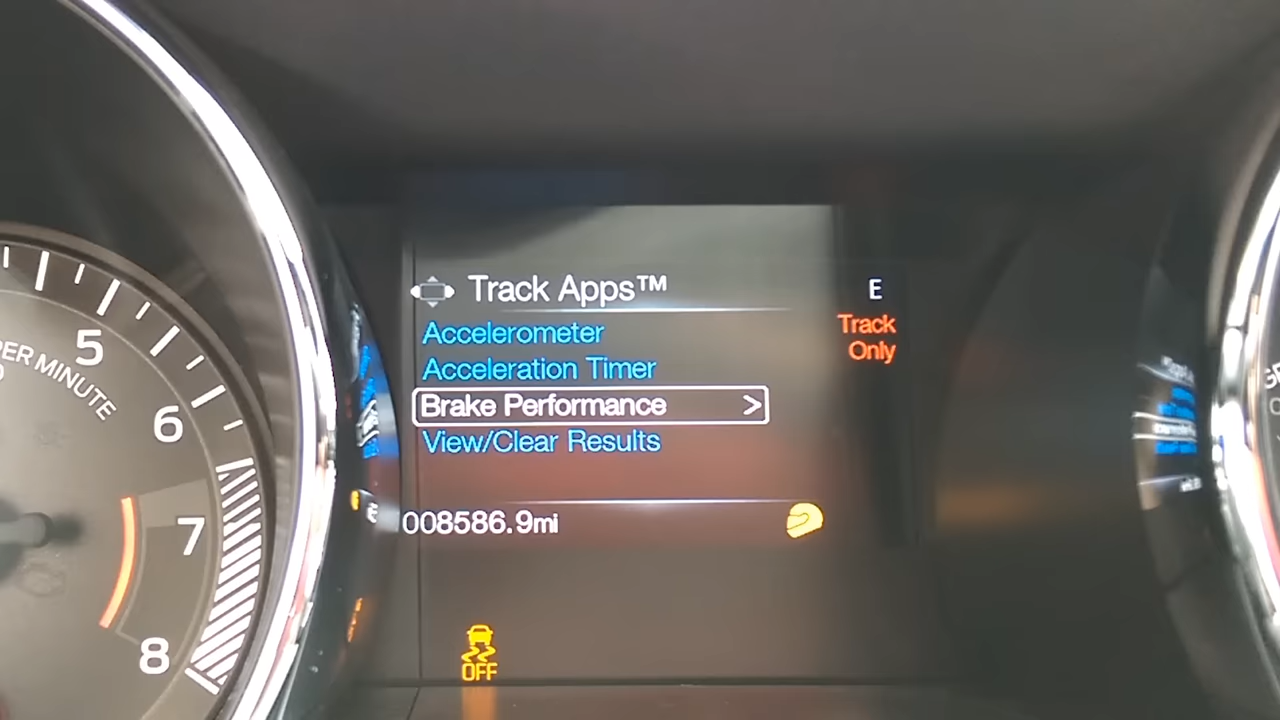 Track Apps™
Accelerometer
Acceleration Timer
Brake Performance >
View/Clear Results
008586.9mi
E
Track
Only
OFF
5
6
7
8
PER MINUTE